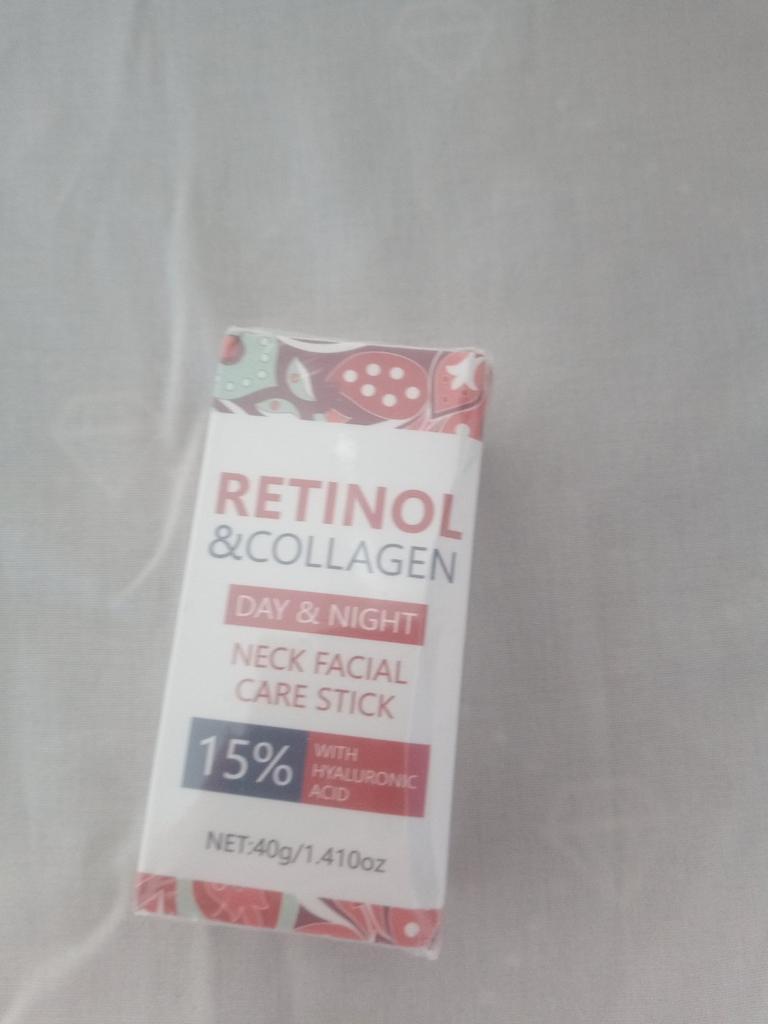 RETINOL
&COLLAGEN
DAY & NIGHT
NECK FACIAL
CARE STICK
15%
WITH
HYALURONIC
ACID
NET:40g/1.410oz